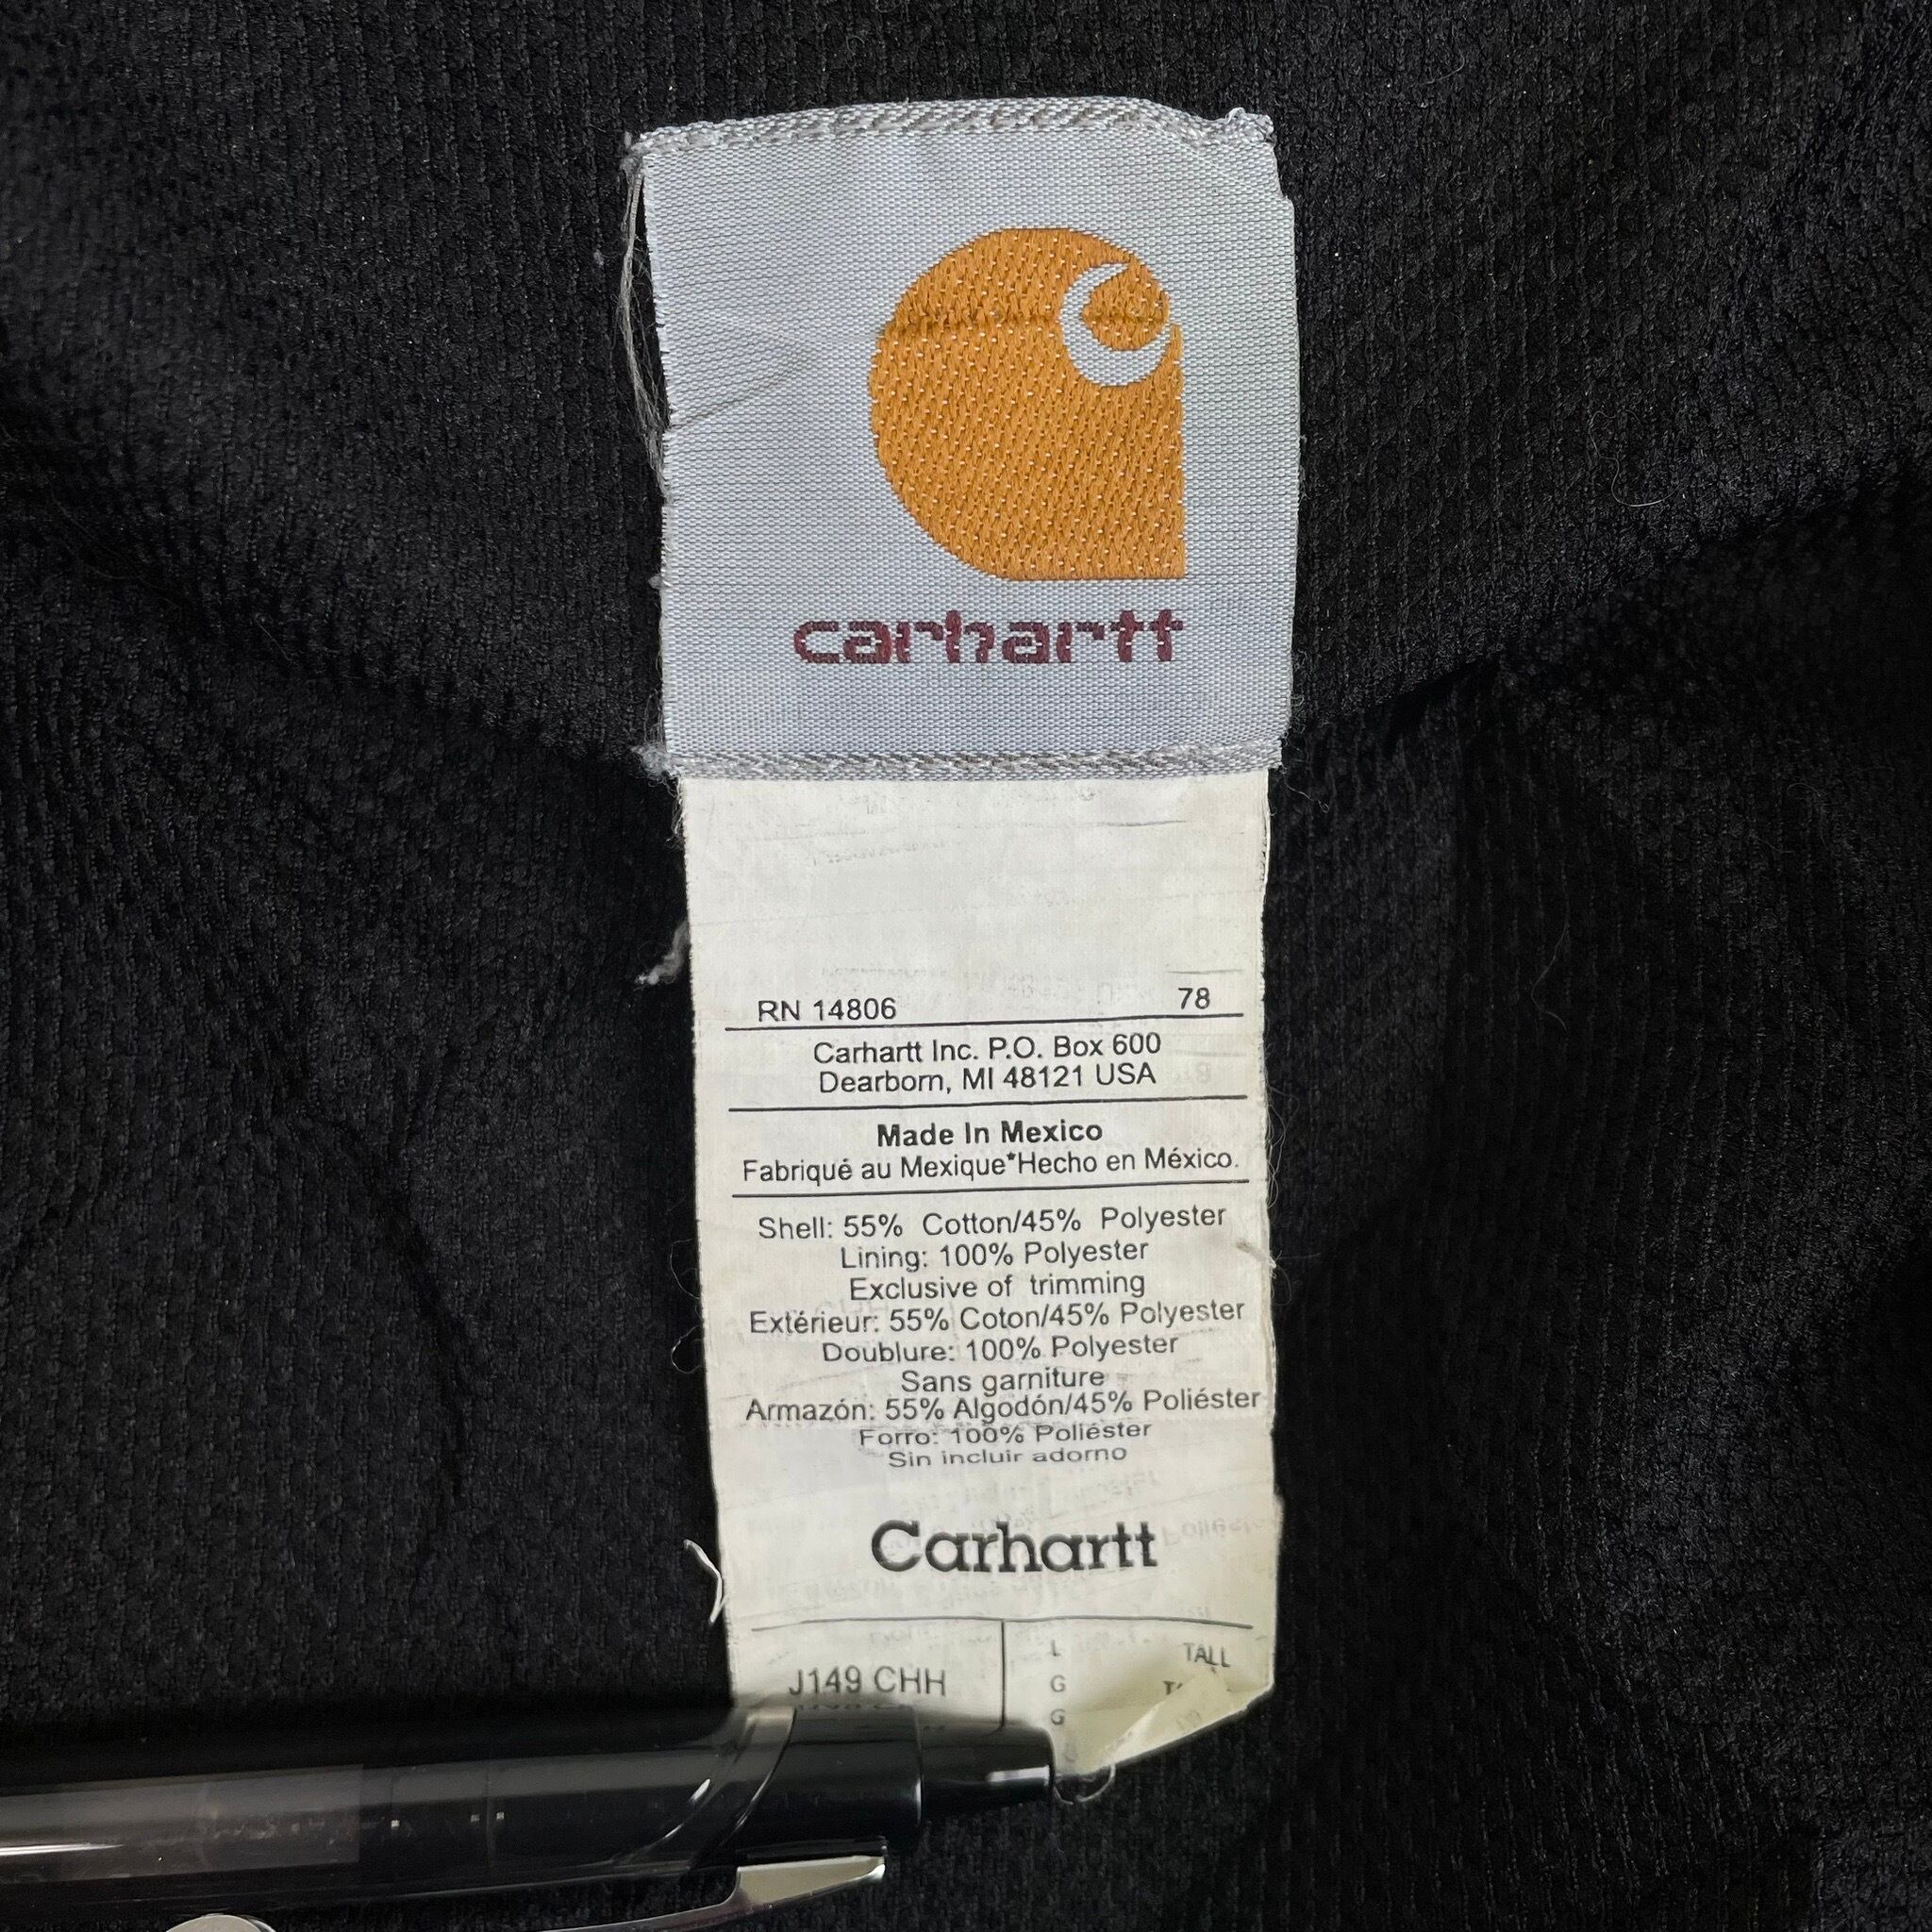 carhartt
RN 14806 78
Carhartt Inc. P.O. Box 600
Dearborn, MI 48121 USA
Made In Mexico
Fabriqué au Mexique*Hecho en México.
Shell: 55% Cotton/45% Polyester
Lining: 100% Polyester
Exclusive of trimming
Extérieur: 55% Coton/45% Polyester
Doublure: 100% Polyester
Sans garniture
Armazón: 55% Algodón/45% Poliéster
Forro: 100% Poliéster
Sin incluir adorno
Carhartt
L TALL
J149 CHH G
G